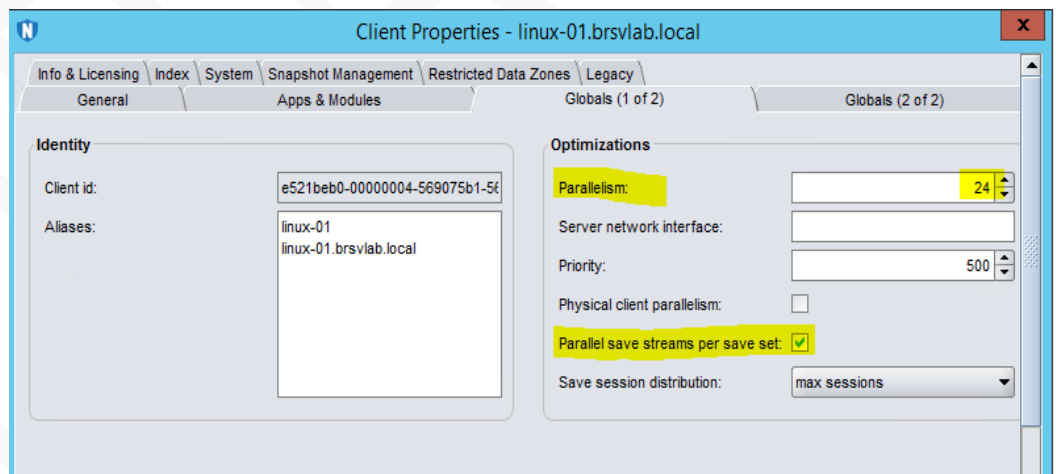 N
Client Properties - linux-01.brsvlab.local
x
Info & Licensing Index System Snapshot Management Restricted Data Zones Legacy
General Apps & Modules Globals (1 of 2) Globals (2 of 2)
Identity
Client id: e521beb0-00000004-569075b1-56
Aliases: linux-01
linux-01.brsvlab.local
Optimizations
Parallelism: 24
Server network interface:
Priority: 500
Physical client parallelism:
Parallel save streams per save set:
Save session distribution: max sessions